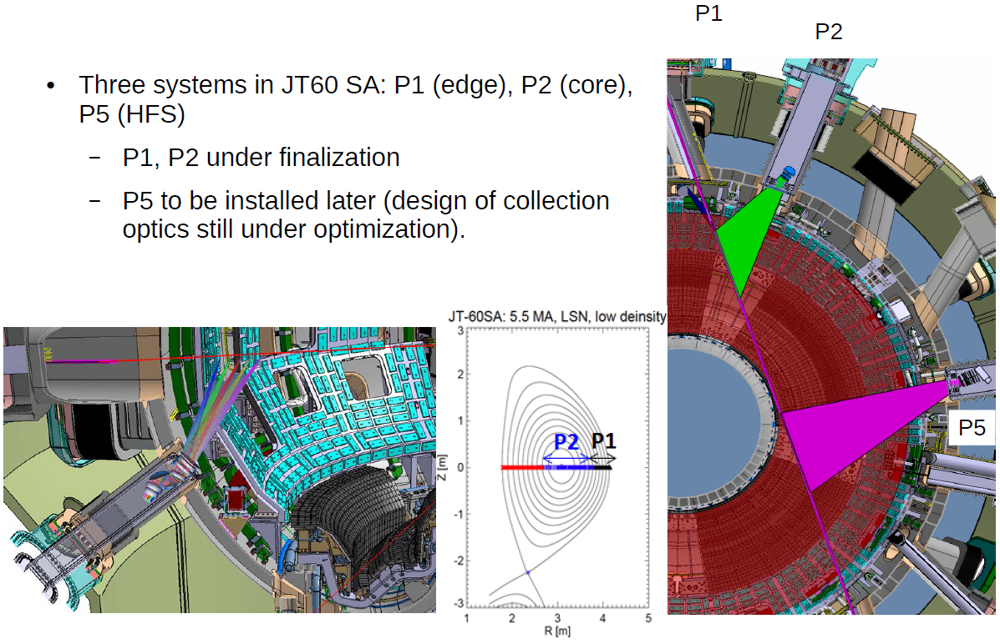 P1
P2
• Three systems in JT60 SA: P1 (edge), P2 (core),
P5 (HFS)
– P1, P2 under finalization
– P5 to be installed later (design of collection
optics still under optimization).
P5
JT-60SA: 5.5 MA, LSN, low deinsity
3
2
1
0
-1
-2
-3
Z [m]
P2
P1
1 2 3 4 5
R [m]